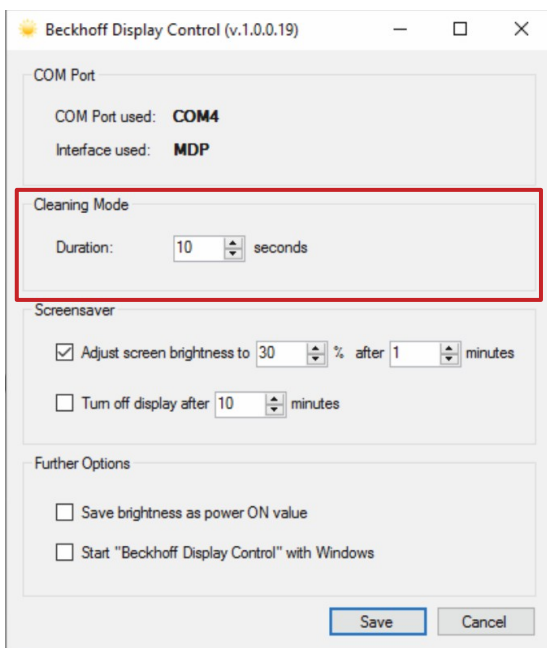 Beckhoff Display Control (v.1.0.0.19)
COM Port
COM Port used: COM4
Interface used: MDP
Cleaning Mode
Duration: 10 seconds
Screensaver
Adjust screen brightness to 30 % after 1 minutes
Turn off display after 10 minutes
Further Options
Save brightness as power ON value
Start "Beckhoff Display Control" with Windows
Save Cancel